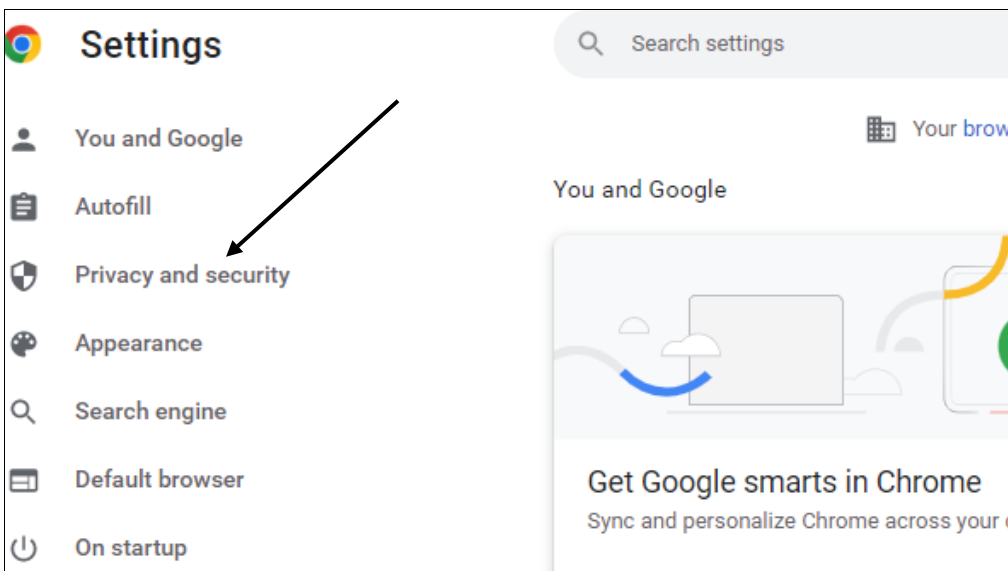 Settings
Search settings
You and Google
Autofill
Privacy and security
Appearance
Search engine
Default browser
On startup
Your brow
You and Google
Get Google smarts in Chrome
Sync and personalize Chrome across your